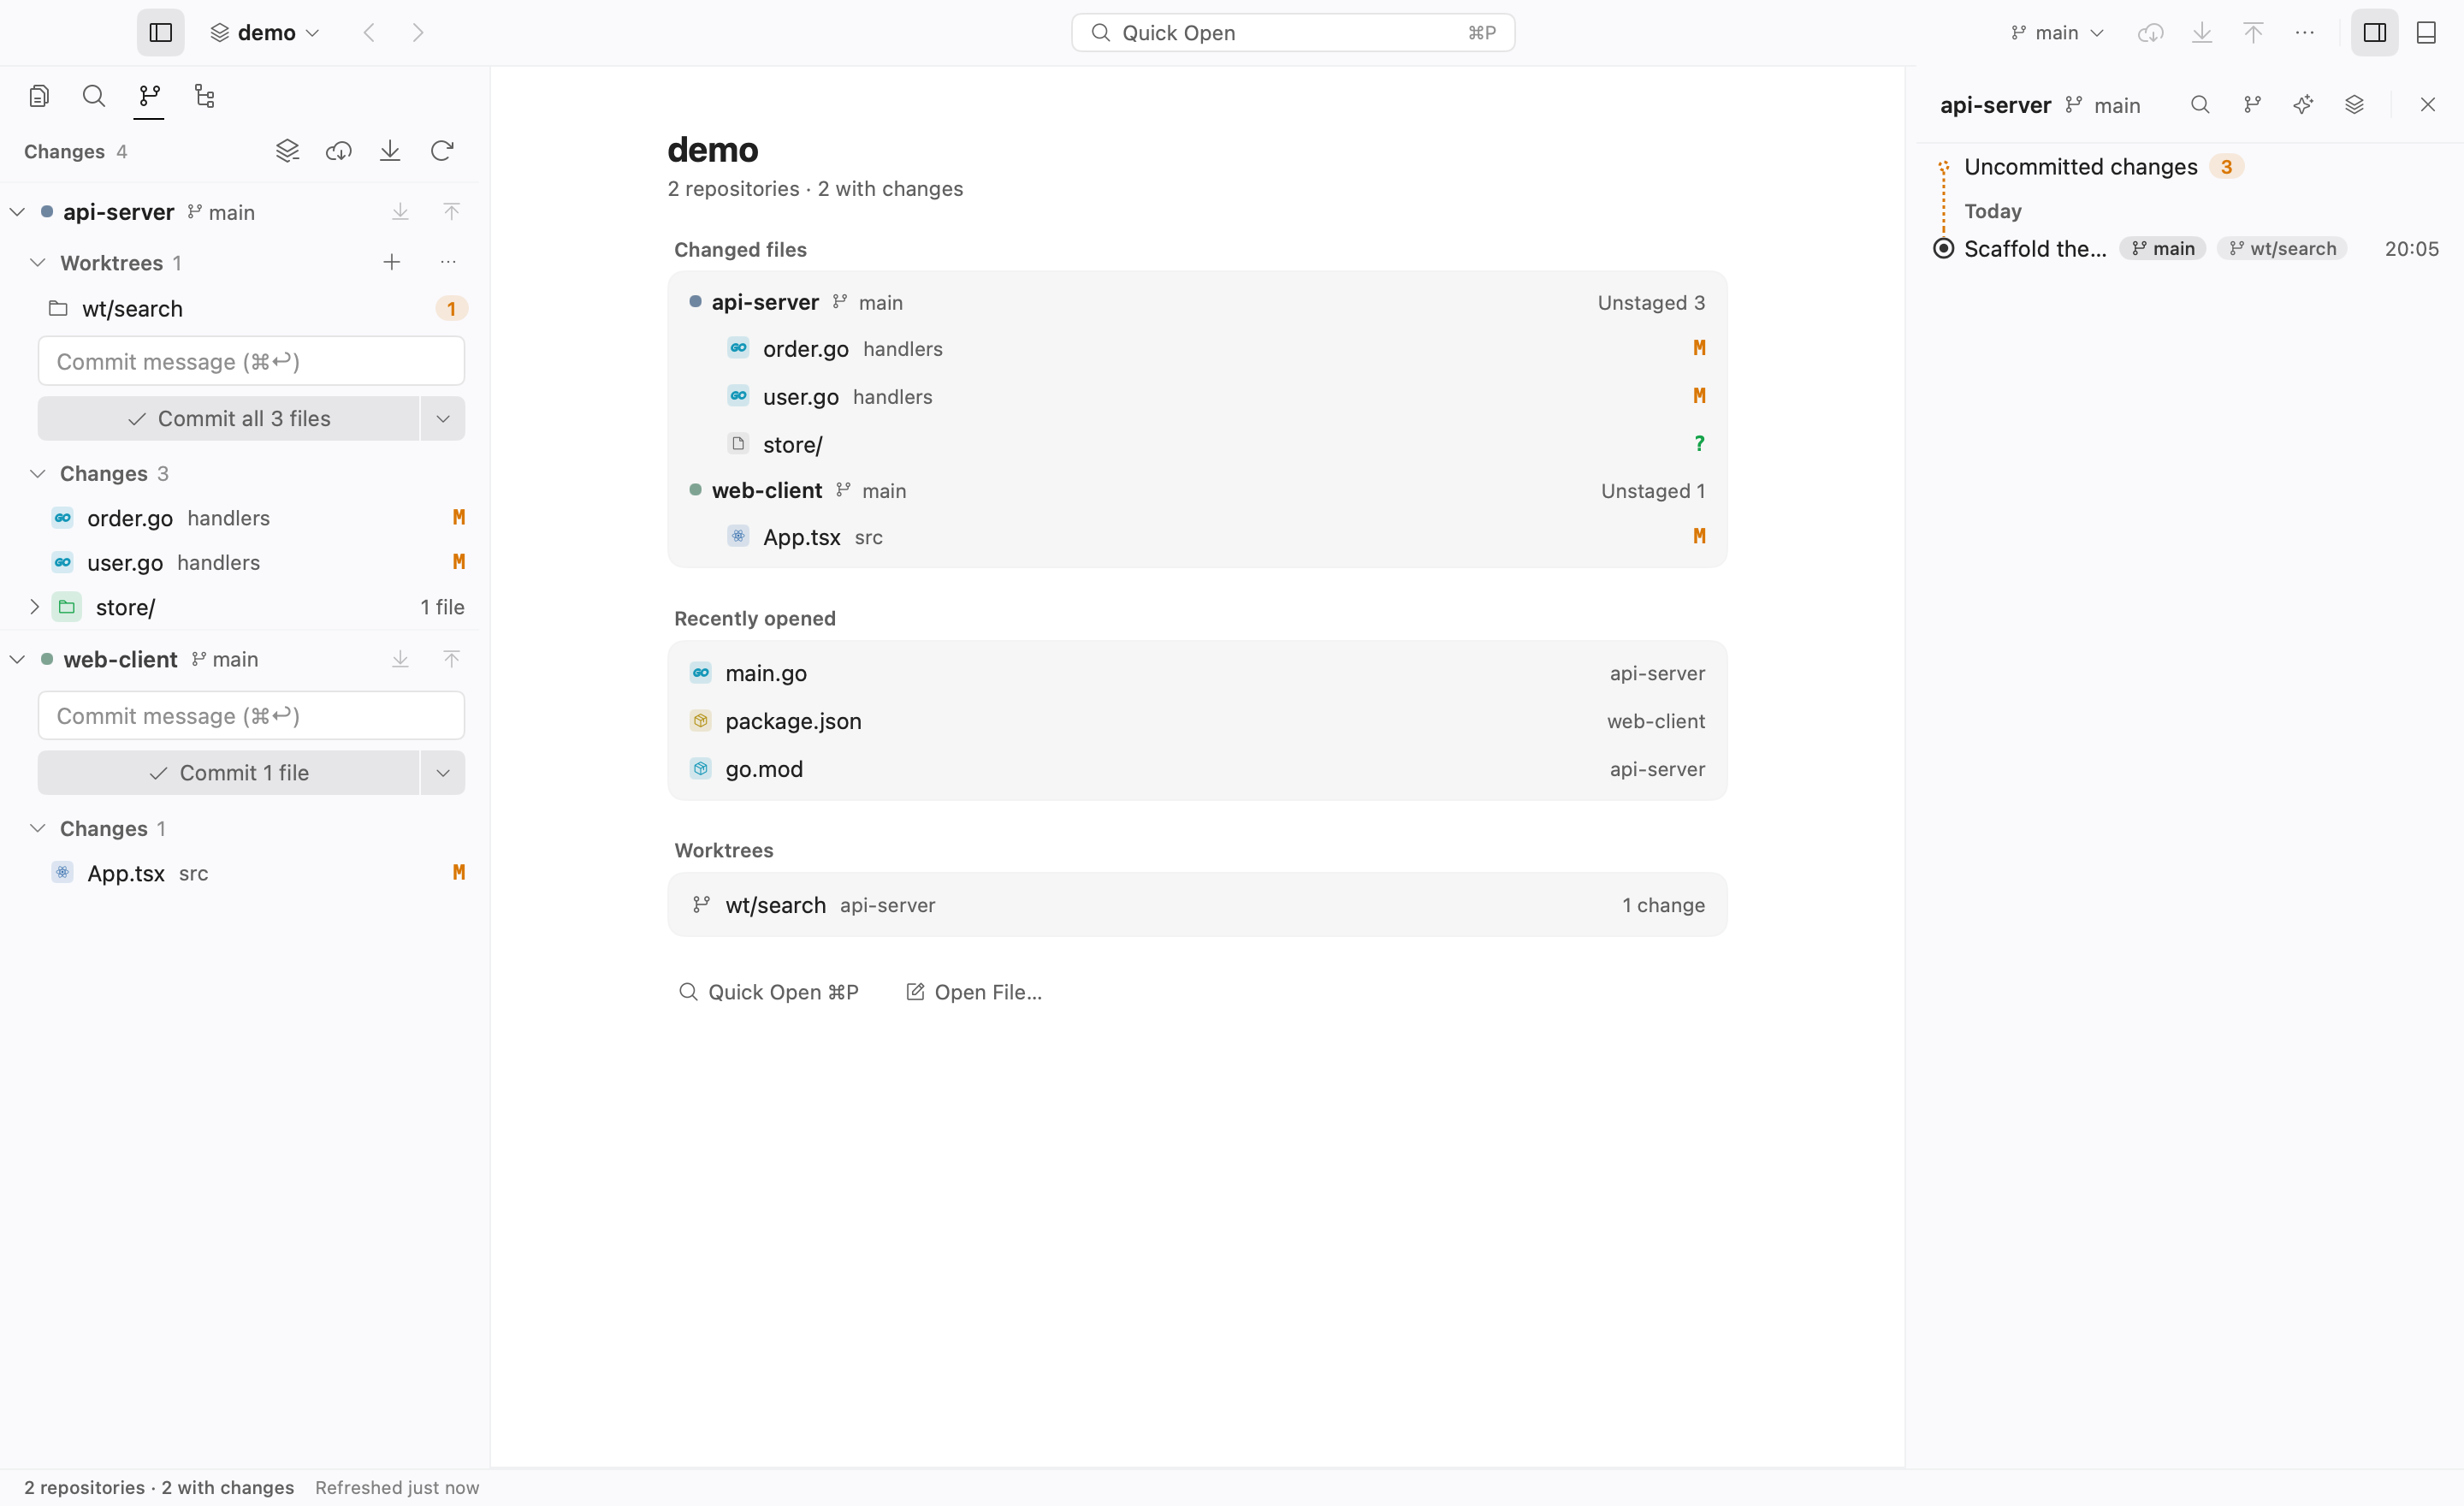 demo
Quick Open ⌘P
main
Changes 4
api-server main
Worktrees 1
wt/search 1
Commit message (⌘↩)
Commit all 3 files
Changes 3
GO order.go handlers M
GO user.go handlers M
store/ 1 file
web-client main
Commit message (⌘↩)
Commit 1 file
Changes 1
App.tsx src M
demo
2 repositories · 2 with changes
Changed files
api-server main Unstaged 3
GO order.go handlers M
GO user.go handlers M
store/ ?
web-client main Unstaged 1
App.tsx src M
Recently opened
GO main.go api-server
package.json web-client
go.mod api-server
Worktrees
wt/search api-server 1 change
Quick Open ⌘P Open File...
api-server main
Uncommitted changes 3
Today
Scaffold the... main wt/search 20:05
2 repositories · 2 with changes Refreshed just now